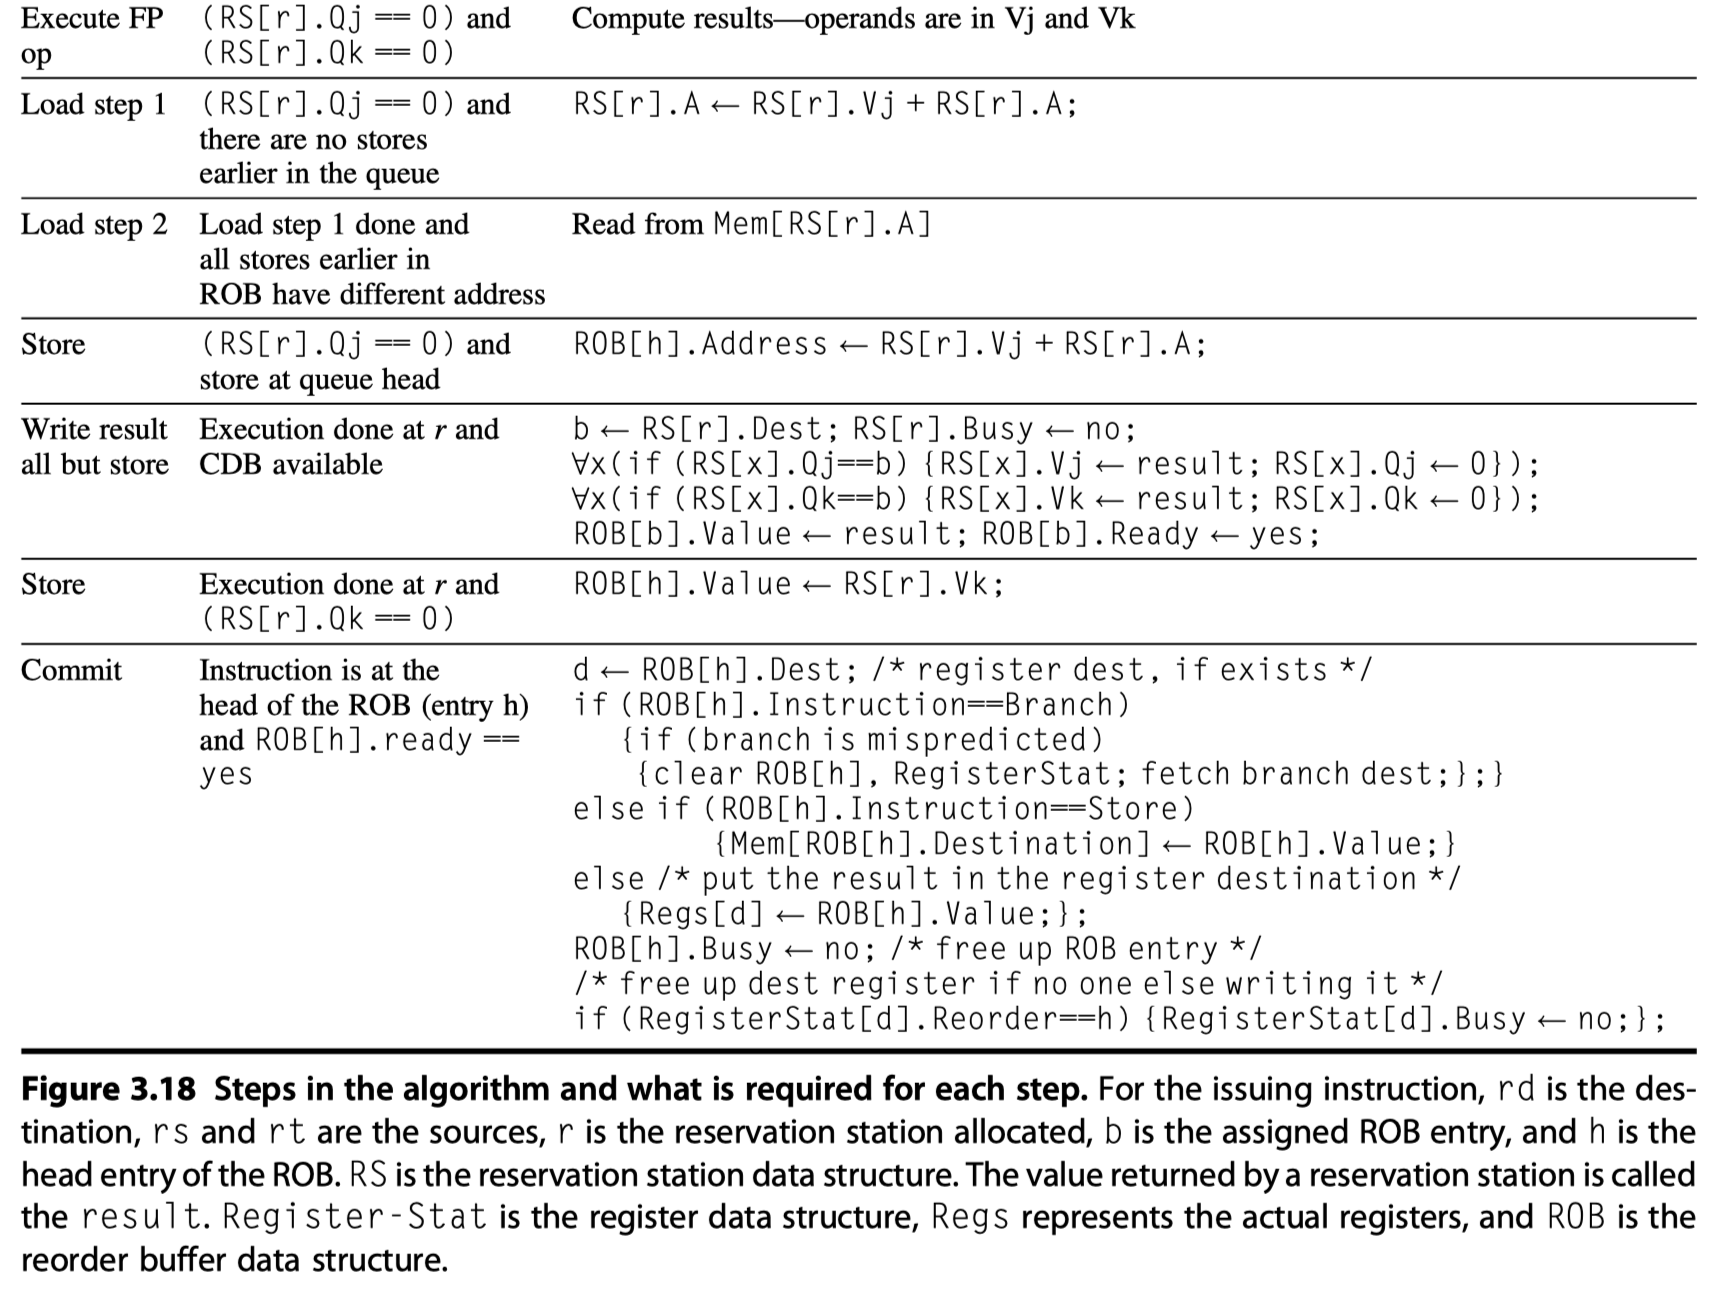 Execute FP (RS[r].Qj == 0) and Compute results—operands are in Vj and Vk
op (RS[r].Qk == 0)
Load step 1 (RS[r].Qj == 0) and RS[r].A ← RS[r].Vj + RS[r].A;
there are no stores
earlier in the queue
Load step 2 Load step 1 done and Read from Mem[RS[r].A]
all stores earlier in
ROB have different address
Store (RS[r].Qj == 0) and ROB[h].Address ← RS[r].Vj + RS[r].A;
store at queue head
Write result Execution done at r and b ← RS[r].Dest; RS[r].Busy ← no;
all but store CDB available ∀x(if (RS[x].Qj==b) {RS[x].Vj ← result; RS[x].Qj ← 0});
∀x(if (RS[x].Qk==b) {RS[x].Vk ← result; RS[x].Qk ← 0});
ROB[b].Value ← result; ROB[b].Ready ← yes;
Store Execution done at r and ROB[h].Value ← RS[r].Vk;
(RS[r].Qk == 0)
Commit Instruction is at the d ← ROB[h].Dest; /* register dest, if exists */
head of the ROB (entry h) if (ROB[h].Instruction==Branch)
and ROB[h].ready == {if (branch is mispredicted)
yes {clear ROB[h], RegisterStat; fetch branch dest;};}
else if (ROB[h].Instruction==Store)
{Mem[ROB[h].Destination] ← ROB[h].Value;}
else /* put the result in the register destination */
{Regs[d] ← ROB[h].Value;};
ROB[h].Busy ← no; /* free up ROB entry */
/* free up dest register if no one else writing it */
if (RegisterStat[d].Reorder==h) {RegisterStat[d].Busy ← no;};
Figure 3.18 Steps in the algorithm and what is required for each step. For the issuing instruction, rd is the des-
tination, rs and rt are the sources, r is the reservation station allocated, b is the assigned ROB entry, and h is the
head entry of the ROB. RS is the reservation station data structure. The value returned by a reservation station is called
the result. Register-Stat is the register data structure, Regs represents the actual registers, and ROB is the
reorder buffer data structure.